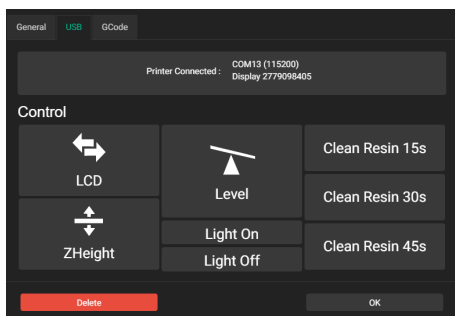 General USB GCode
Printer Connected : COM13 (115200)
Display 2779098405
Control
LCD
ZHeight
Level
Light On
Light Off
Clean Resin 15s
Clean Resin 30s
Clean Resin 45s
Delete OK